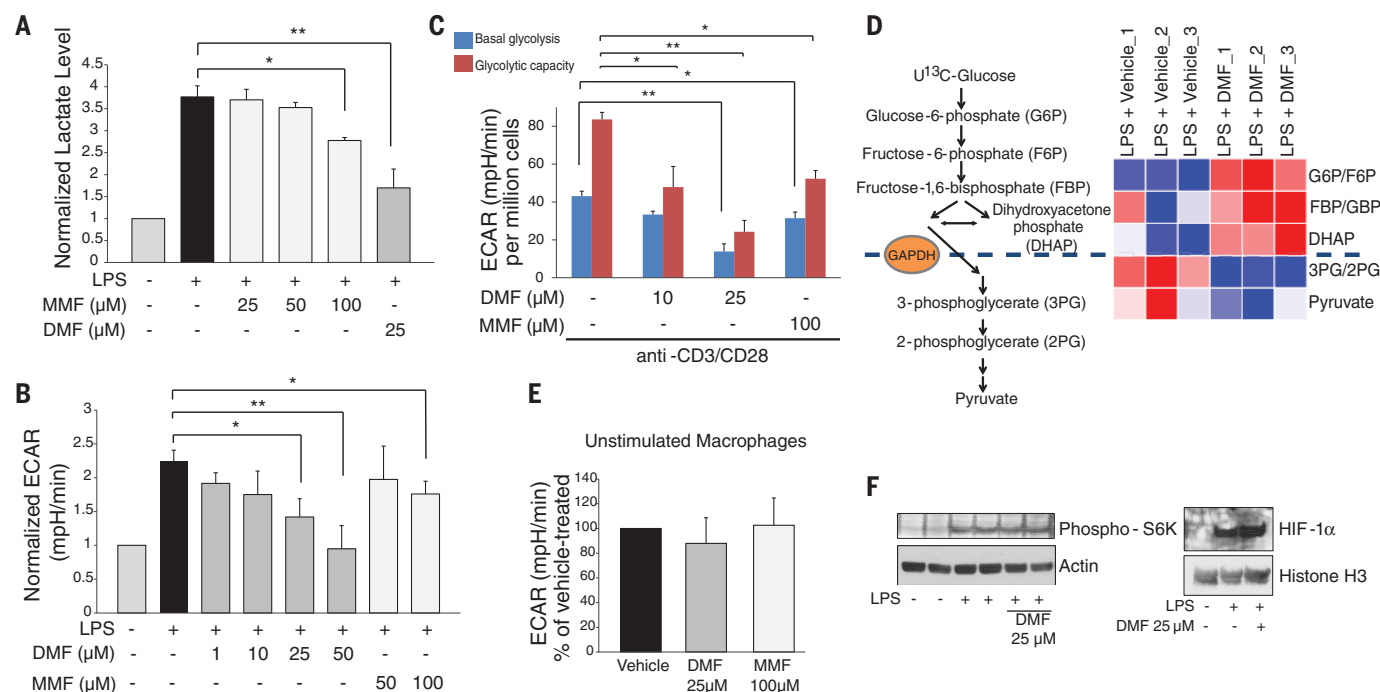 A
**
*
Normalized Lactate Level
4.5
4
3.5
3
2.5
2
1.5
1
0.5
0
LPS - + + + + +
MMF (µM) - - 25 50 100 -
DMF (µM) - - - - - 25
B
*
**
*
Normalized ECAR
(mpH/min)
3
2.5
2
1.5
1
0.5
0
LPS - + + + + + + +
DMF (µM) - - 1 10 25 50 - -
MMF (µM) - - - - - - 50 100
C
Basal glycolysis
Glycolytic capacity
*
**
*
*
**
ECAR (mpH/min)
per million cells
80
60
40
20
0
DMF (µM) - 10 25 -
MMF (µM) - - - 100
anti -CD3/CD28
D
U13C-Glucose
Glucose-6-phosphate (G6P)
Fructose-6-phosphate (F6P)
Fructose-1,6-bisphosphate (FBP)
Dihydroxyacetone
phosphate
(DHAP)
GAPDH
3-phosphoglycerate (3PG)
2-phosphoglycerate (2PG)
Pyruvate
LPS + Vehicle_1
LPS + Vehicle_2
LPS + Vehicle_3
LPS + DMF_1
LPS + DMF_2
LPS + DMF_3
G6P/F6P
FBP/GBP
DHAP
3PG/2PG
Pyruvate
E
Unstimulated Macrophages
ECAR (mpH/min)
% of vehicle-treated
140
120
100
80
60
40
20
0
Vehicle DMF MMF
25µM 100µM
F
Phospho - S6K
Actin
LPS - - + + + +
DMF
25 µM
HIF -1α
Histone H3
LPS - + +
DMF 25 µM - - +